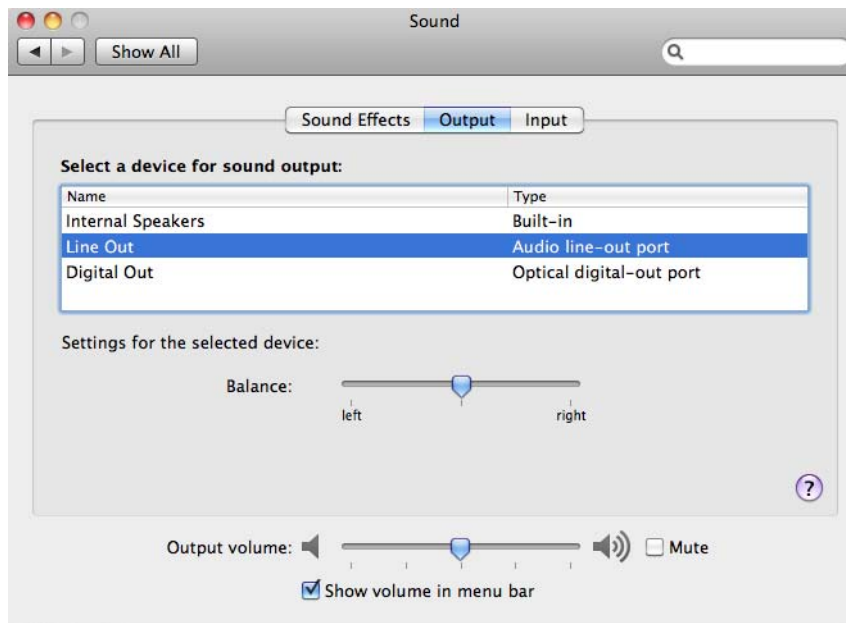 Sound
Show All
Sound Effects Output Input
Select a device for sound output:
Name Type
Internal Speakers Built-in
Line Out Audio line-out port
Digital Out Optical digital-out port
Settings for the selected device:
Balance:
left right
?
Output volume: Mute
Show volume in menu bar